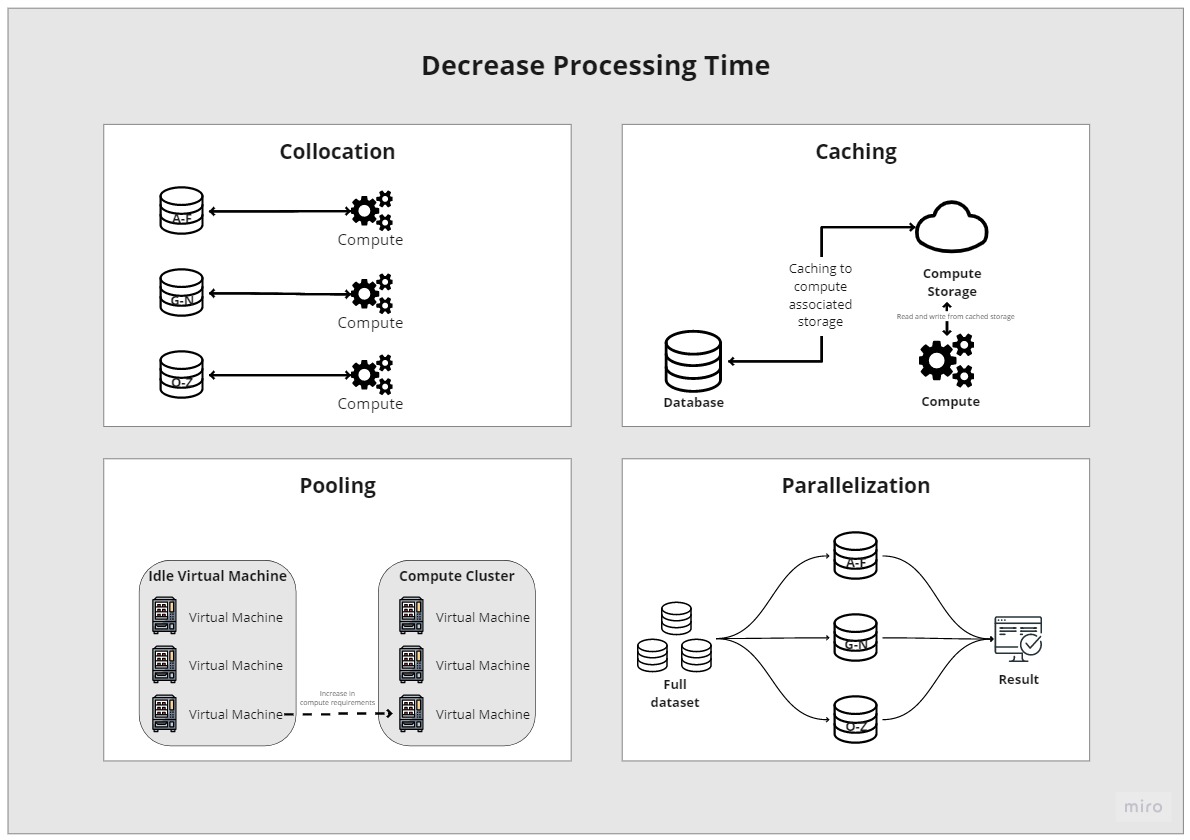 Decrease Processing Time
Collocation
A-F
Compute
G-N
Compute
O-Z
Compute
Caching
Caching to
compute
associated
storage
Compute
Storage
Read and write from cached storage
Database
Compute
Pooling
Idle Virtual Machine
Virtual Machine
Virtual Machine
Virtual Machine
Increase in
compute requirements
Compute Cluster
Virtual Machine
Virtual Machine
Virtual Machine
Parallelization
Full
dataset
A-F
G-N
O-Z
Result
miro